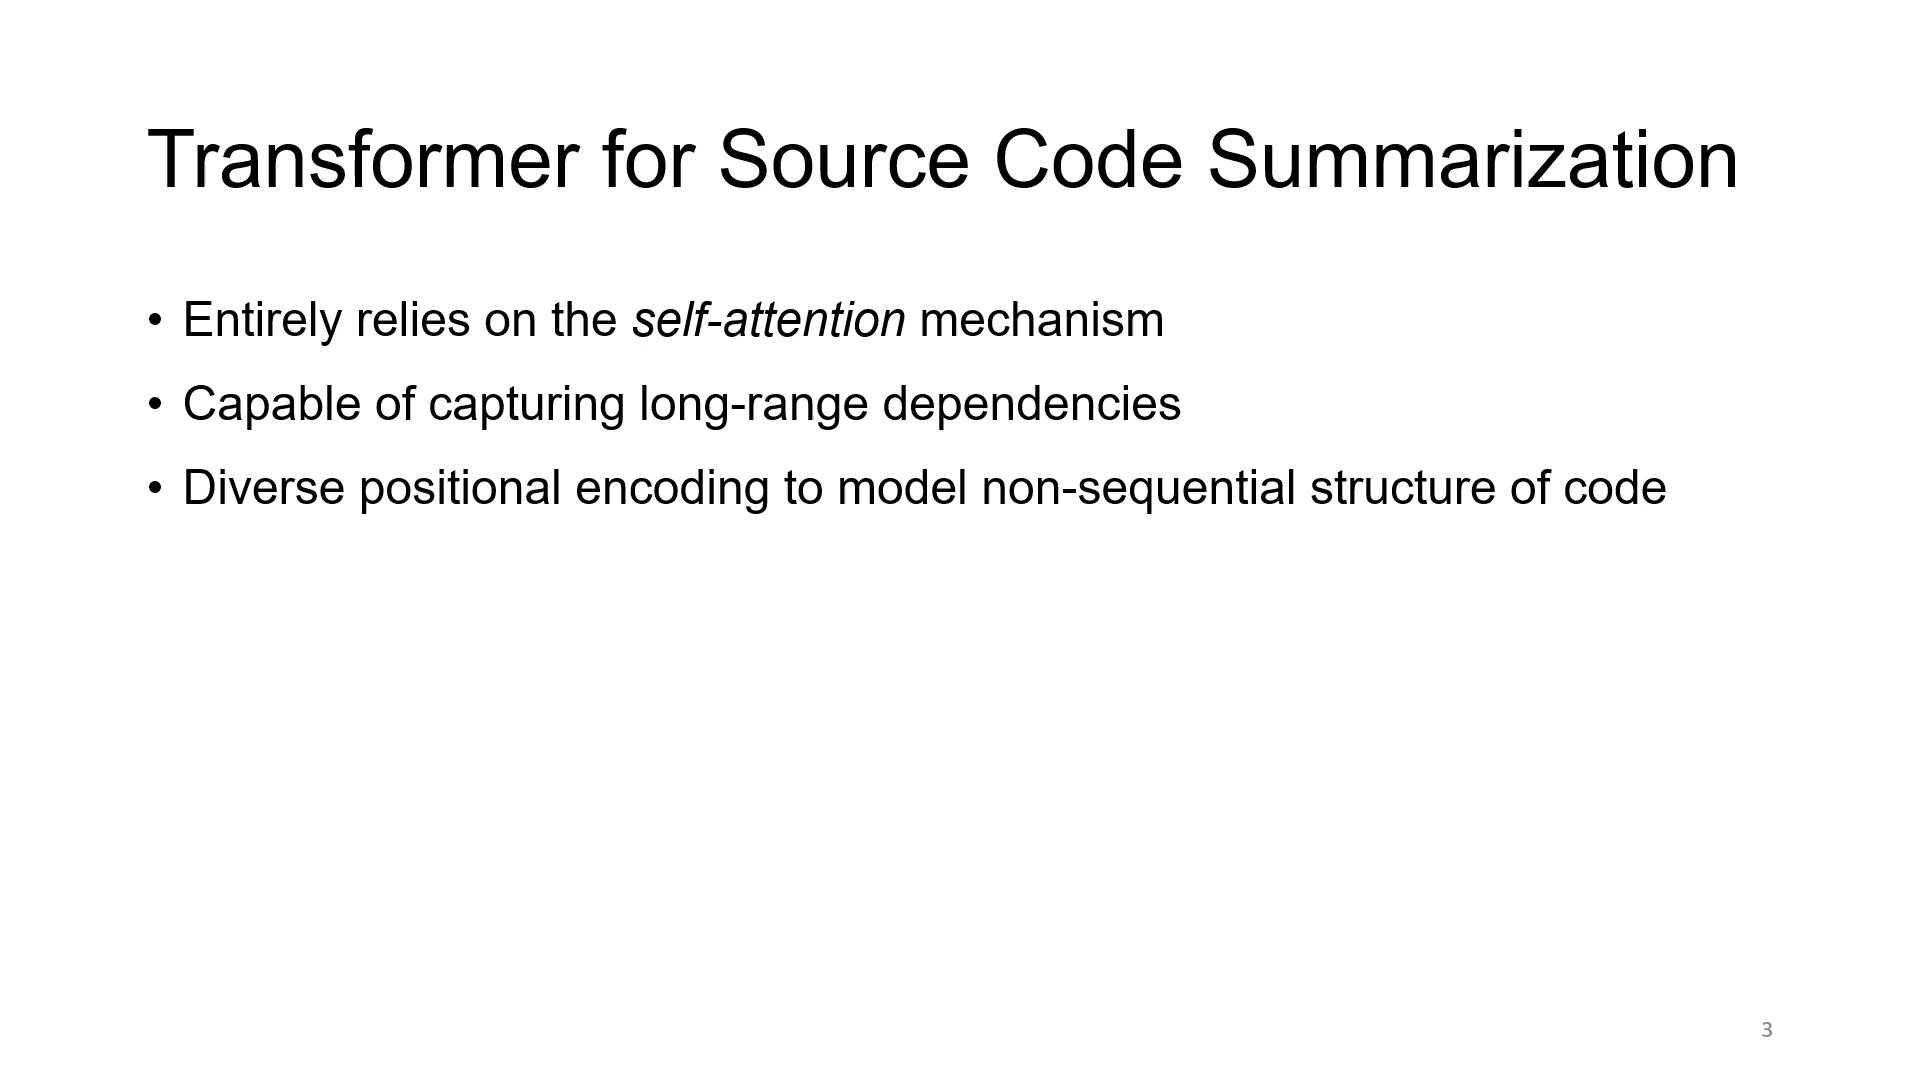 Transformer for Source Code Summarization
• Entirely relies on the self-attention mechanism
• Capable of capturing long-range dependencies
• Diverse positional encoding to model non-sequential structure of code
3